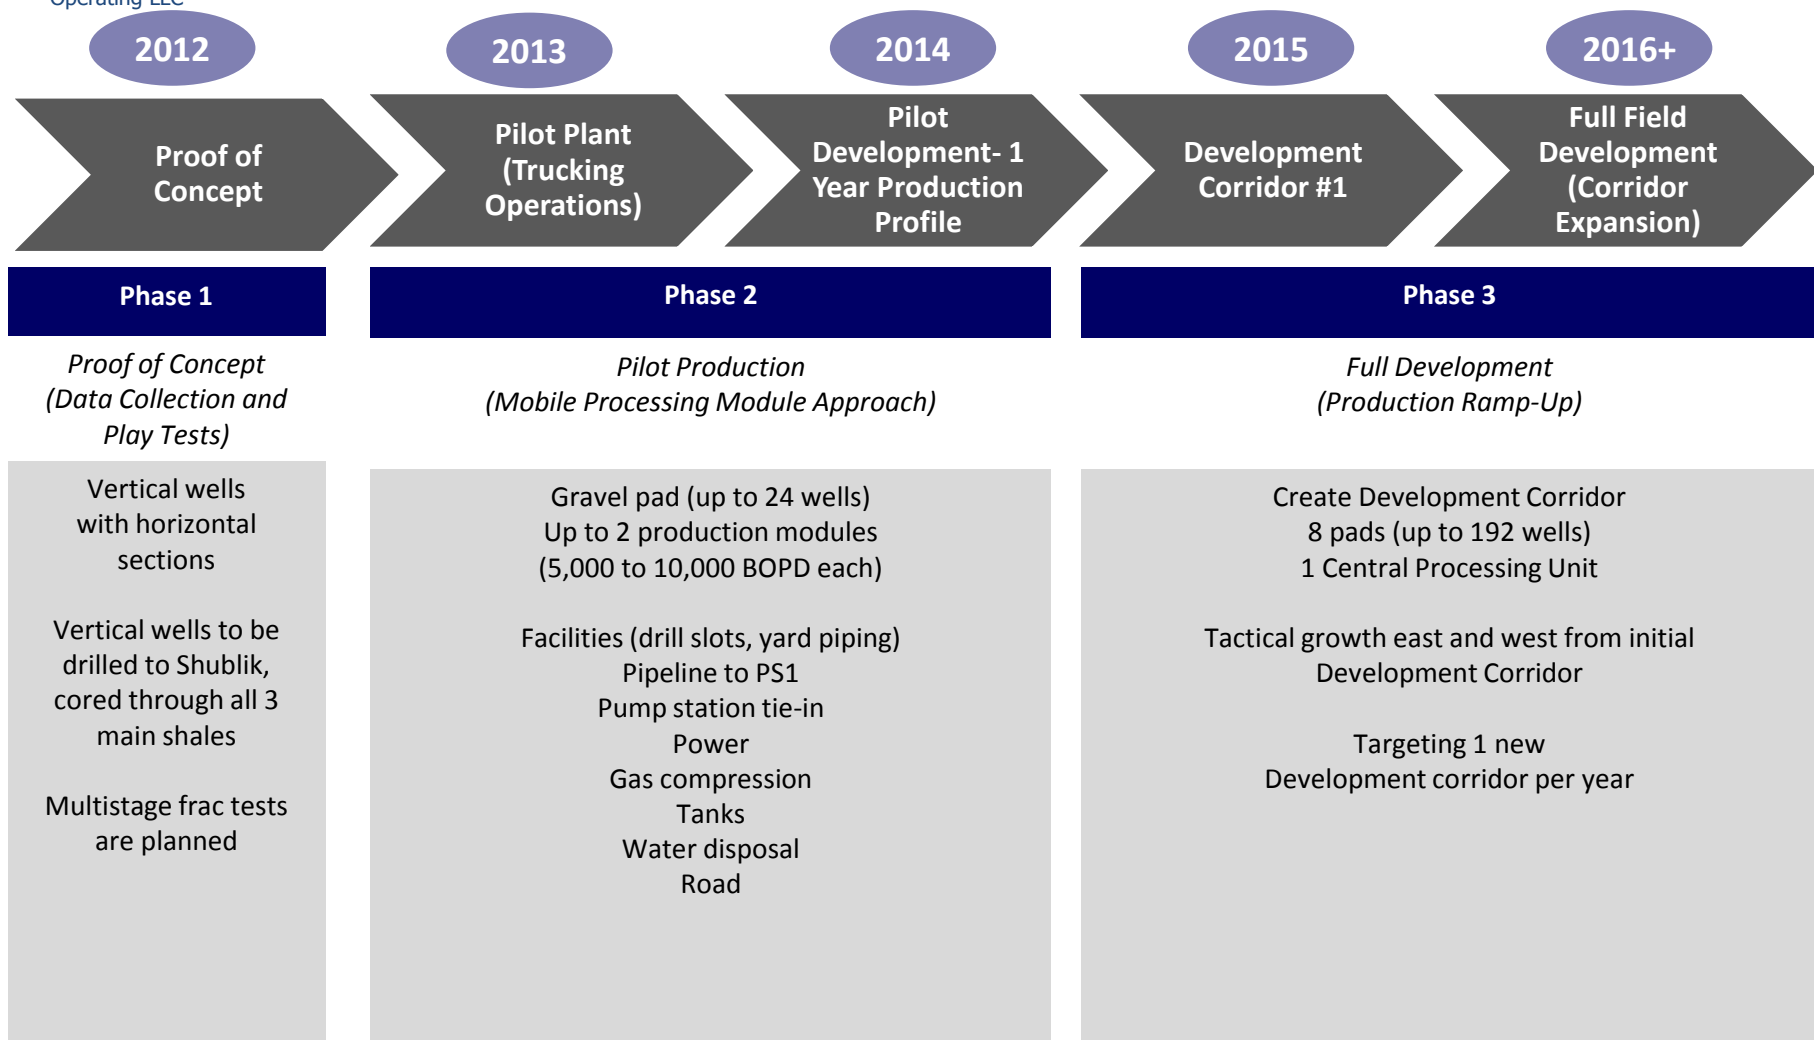 Operating LLC
2012
2013
2014
2015
2016+
Proof of
Concept
Pilot Plant
(Trucking
Operations)
Pilot
Development- 1
Year Production
Profile
Development
Corridor #1
Full Field
Development
(Corridor
Expansion)
Phase 1
Phase 2
Phase 3
Proof of Concept
(Data Collection and
Play Tests)
Pilot Production
(Mobile Processing Module Approach)
Full Development
(Production Ramp-Up)
Vertical wells
with horizontal
sections
Vertical wells to be
drilled to Shublik,
cored through all 3
main shales
Multistage frac tests
are planned
Gravel pad (up to 24 wells)
Up to 2 production modules
(5,000 to 10,000 BOPD each)
Facilities (drill slots, yard piping)
Pipeline to PS1
Pump station tie-in
Power
Gas compression
Tanks
Water disposal
Road
Create Development Corridor
8 pads (up to 192 wells)
1 Central Processing Unit
Tactical growth east and west from initial
Development Corridor
Targeting 1 new
Development corridor per year